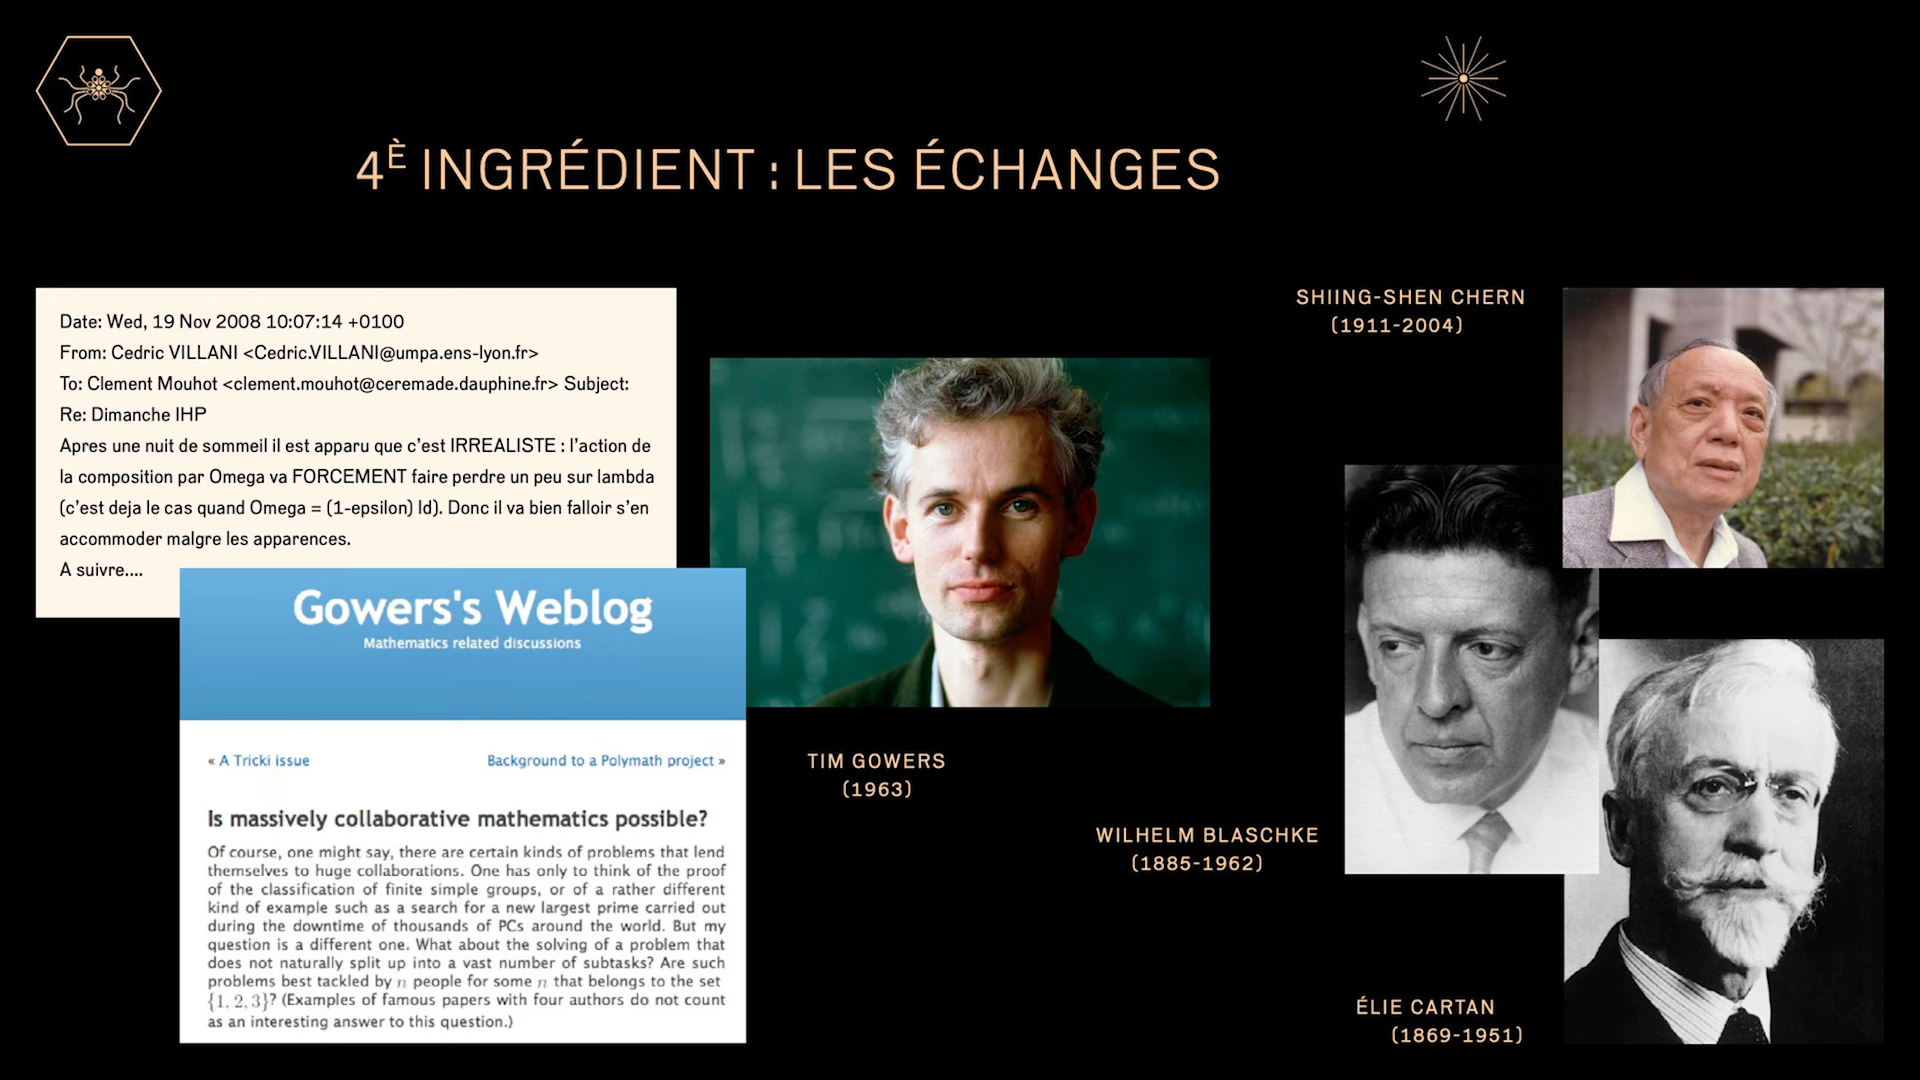 4È INGRÉDIENT : LES ÉCHANGES
Date: Wed, 19 Nov 2008 10:07:14 +0100
From: Cedric VILLANI <Cedric.VILLANI@umpa.ens-lyon.fr>
To: Clement Mouhot <clement.mouhot@ceremade.dauphine.fr> Subject:
Re: Dimanche IHP
Apres une nuit de sommeil il est apparu que c’est IRREALISTE : l’action de
la composition par Omega va FORCEMENT faire perdre un peu sur lambda
(c’est deja le cas quand Omega = (1-epsilon) Id). Donc il va bien falloir s’en
accommoder malgre les apparences.
A suivre....
Gowers's Weblog
Mathematics related discussions
« A Tricki issue
Background to a Polymath project »
Is massively collaborative mathematics possible?
Of course, one might say, there are certain kinds of problems that lend
themselves to huge collaborations. One has only to think of the proof
of the classification of finite simple groups, or of a rather different
kind of example such as a search for a new largest prime carried out
during the downtime of thousands of PCs around the world. But my
question is a different one. What about the solving of a problem that
does not naturally split up into a vast number of subtasks? Are such
problems best tackled by n people for some n that belongs to the set
{1, 2, 3}? (Examples of famous papers with four authors do not count
as an interesting answer to this question.)
TIM GOWERS
(1963)
SHIING-SHEN CHERN
(1911-2004)
WILHELM BLASCHKE
(1885-1962)
ÉLIE CARTAN
(1869-1951)